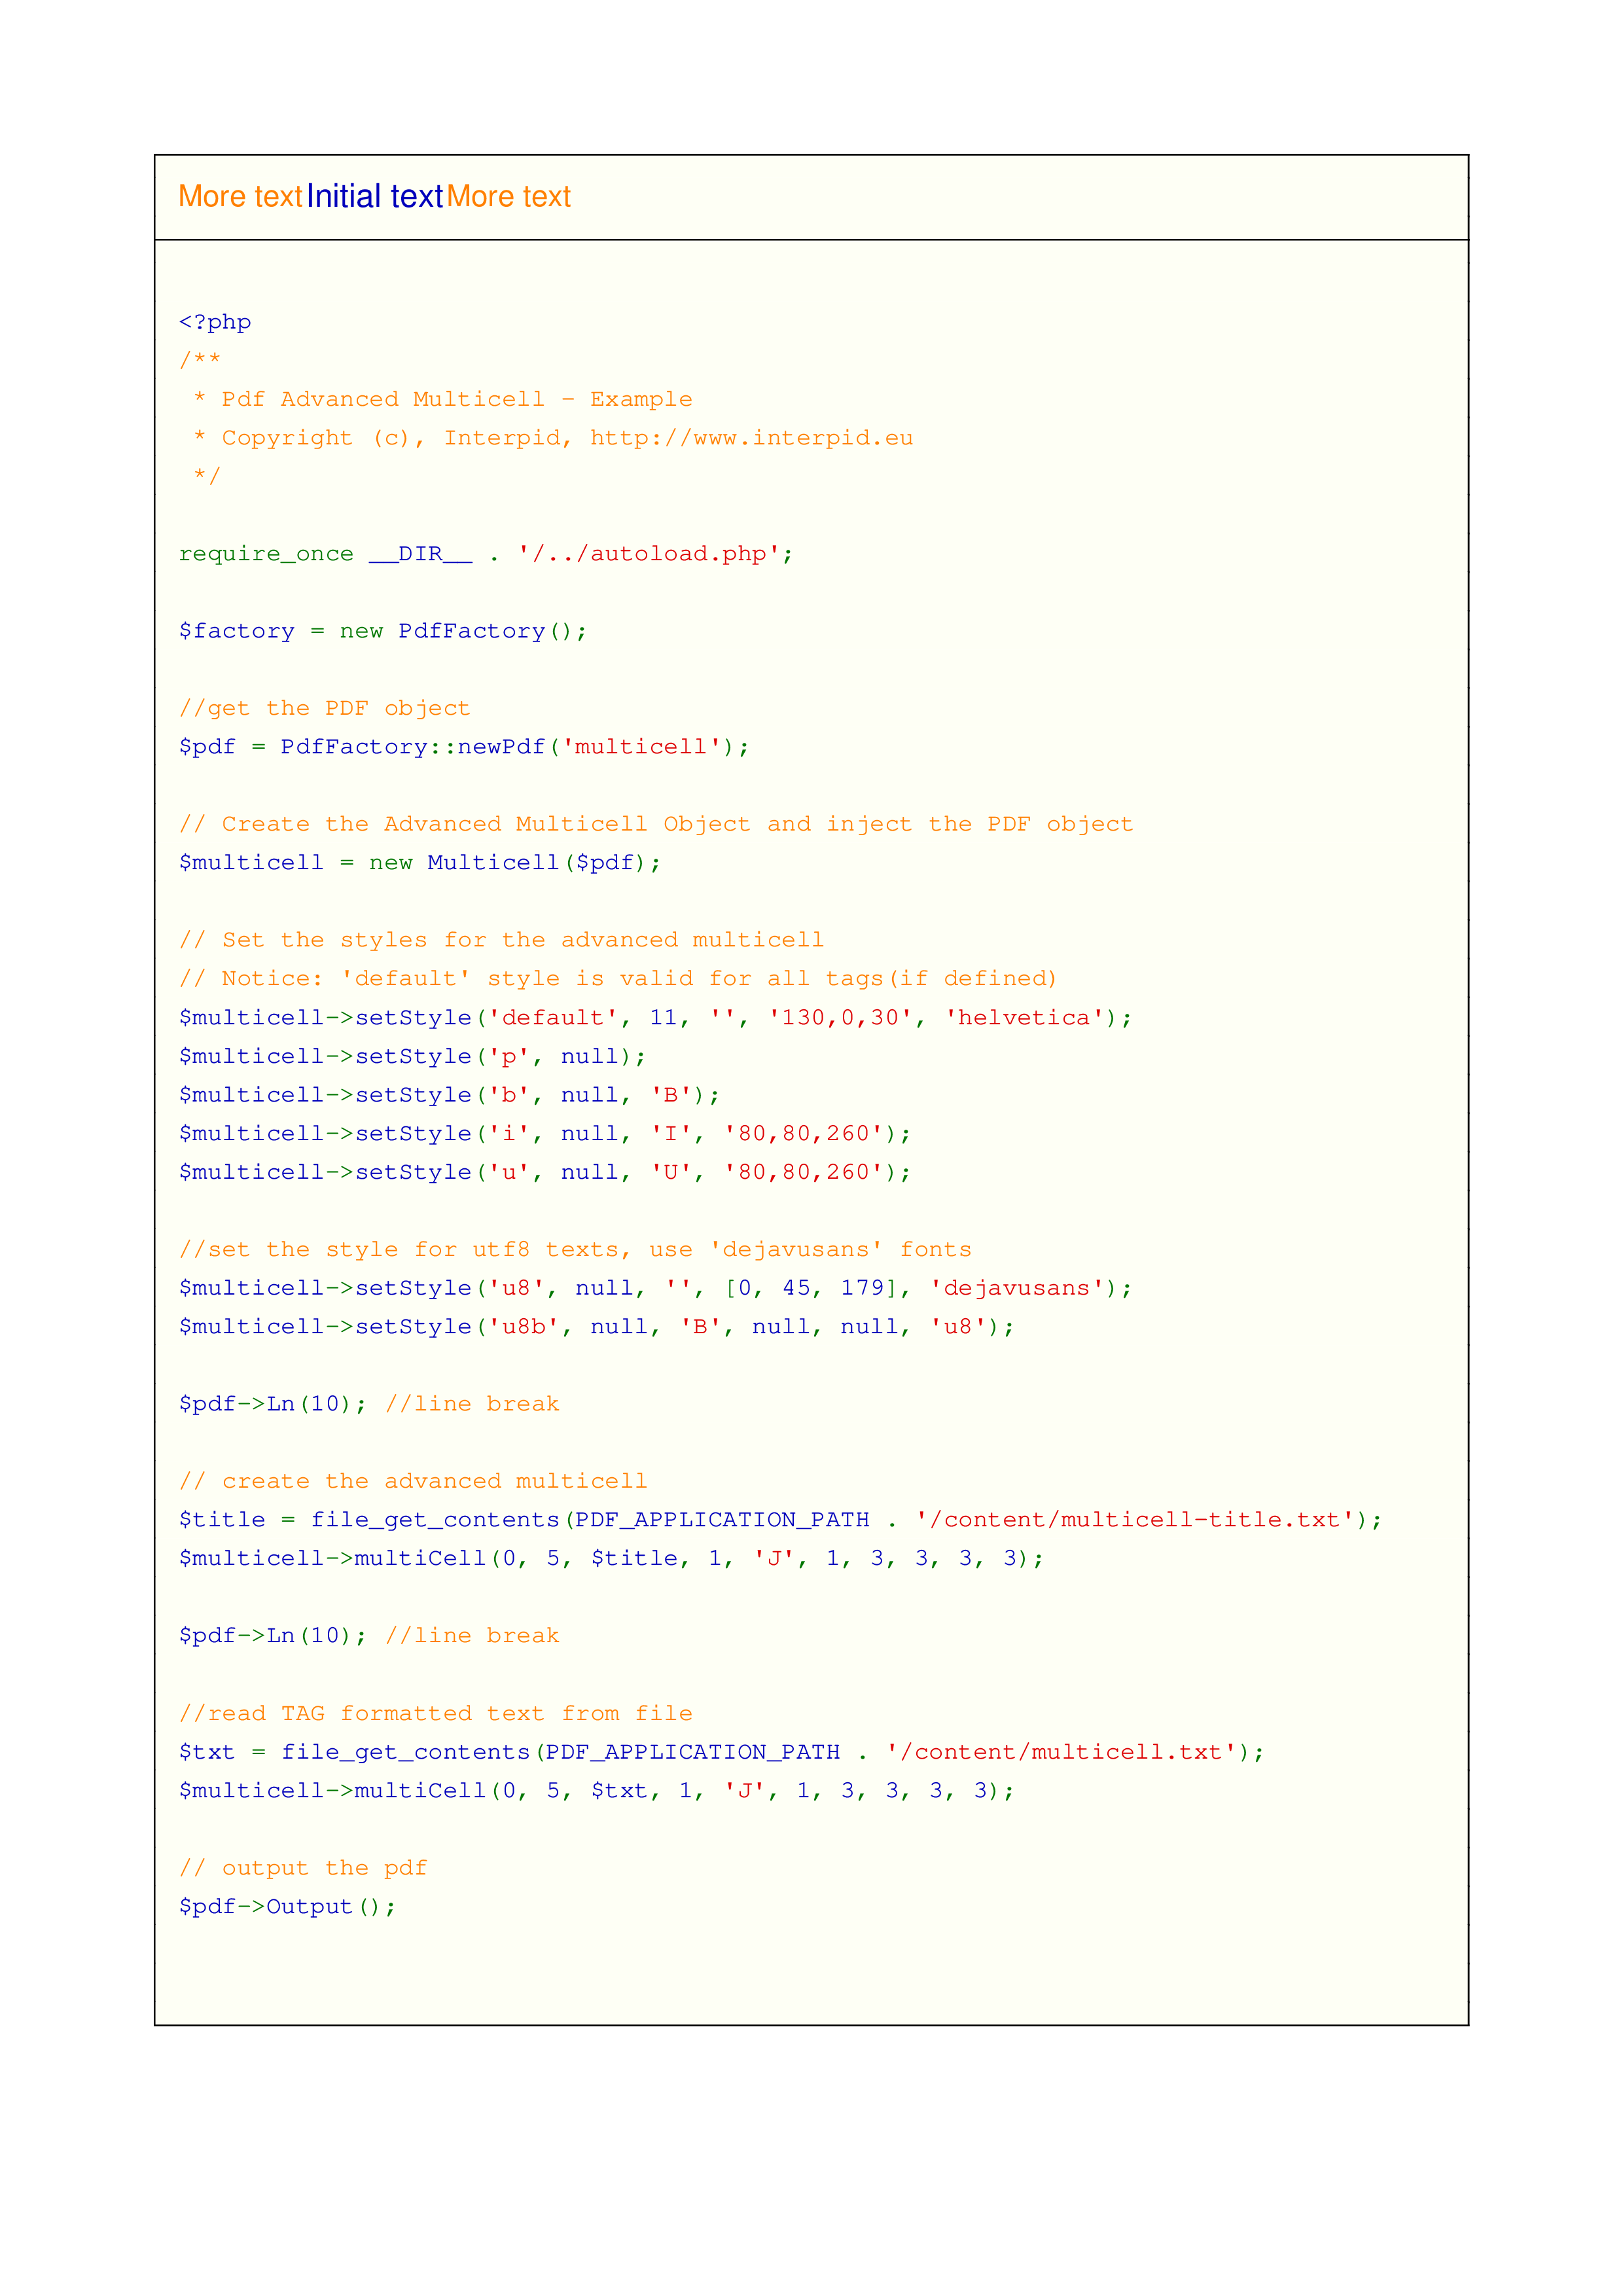 More textInitial textMore text
<?php
/**
 * Pdf Advanced Multicell - Example
 * Copyright (c), Interpid, http://www.interpid.eu
 */
require_once __DIR__ . '/../autoload.php';
$factory = new PdfFactory();
//get the PDF object
$pdf = PdfFactory::newPdf('multicell');
// Create the Advanced Multicell Object and inject the PDF object
$multicell = new Multicell($pdf);
// Set the styles for the advanced multicell
// Notice: 'default' style is valid for all tags(if defined)
$multicell->setStyle('default', 11, '', '130,0,30', 'helvetica');
$multicell->setStyle('p', null);
$multicell->setStyle('b', null, 'B');
$multicell->setStyle('i', null, 'I', '80,80,260');
$multicell->setStyle('u', null, 'U', '80,80,260');
//set the style for utf8 texts, use 'dejavusans' fonts
$multicell->setStyle('u8', null, '', [0, 45, 179], 'dejavusans');
$multicell->setStyle('u8b', null, 'B', null, null, 'u8');
$pdf->Ln(10); //line break
// create the advanced multicell
$title = file_get_contents(PDF_APPLICATION_PATH . '/content/multicell-title.txt');
$multicell->multiCell(0, 5, $title, 1, 'J', 1, 3, 3, 3, 3);
$pdf->Ln(10); //line break
//read TAG formatted text from file
$txt = file_get_contents(PDF_APPLICATION_PATH . '/content/multicell.txt');
$multicell->multiCell(0, 5, $txt, 1, 'J', 1, 3, 3, 3, 3);
// output the pdf
$pdf->Output();